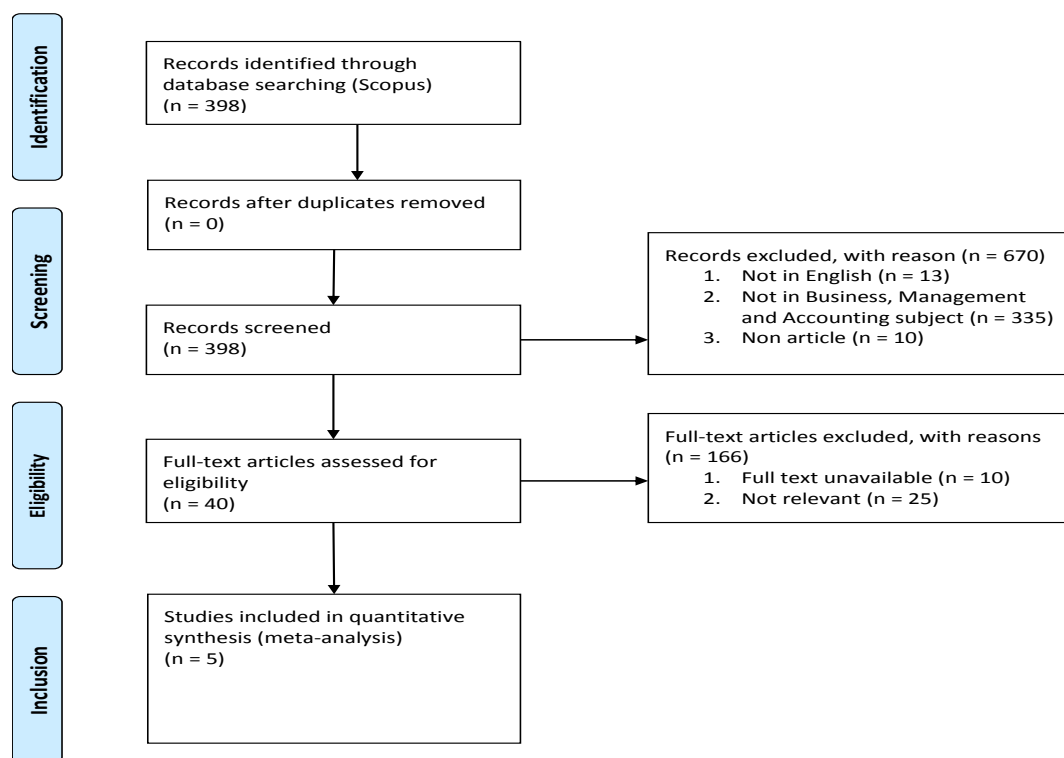 Identification
Records identified through
database searching (Scopus)
(n = 398)
Records after duplicates removed
(n = 0)
Screening
Records screened
(n = 398)
Records excluded, with reason (n = 670)
1. Not in English (n = 13)
2. Not in Business, Management
and Accounting subject (n = 335)
3. Non article (n = 10)
Eligibility
Full-text articles assessed for
eligibility
(n = 40)
Full-text articles excluded, with reasons
(n = 166)
1. Full text unavailable (n = 10)
2. Not relevant (n = 25)
Inclusion
Studies included in quantitative
synthesis (meta-analysis)
(n = 5)